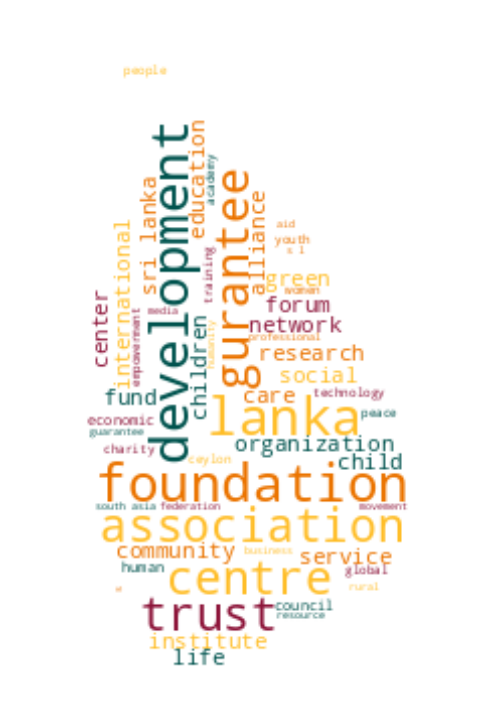 people
development
education
academy
gurantee
sri lanka
alliance
international
aid
youth
s l
training
green
women
center
forum
media
empowerment
network
children
humanity
professional
research
social
care
technology
fund
lanka
peace
economic
guarantee
organization
charity
ceylon
child
foundation
south asia
federation
movement
association
community
business
service
human
centre
global
rural
trust
council
resource
institute
life